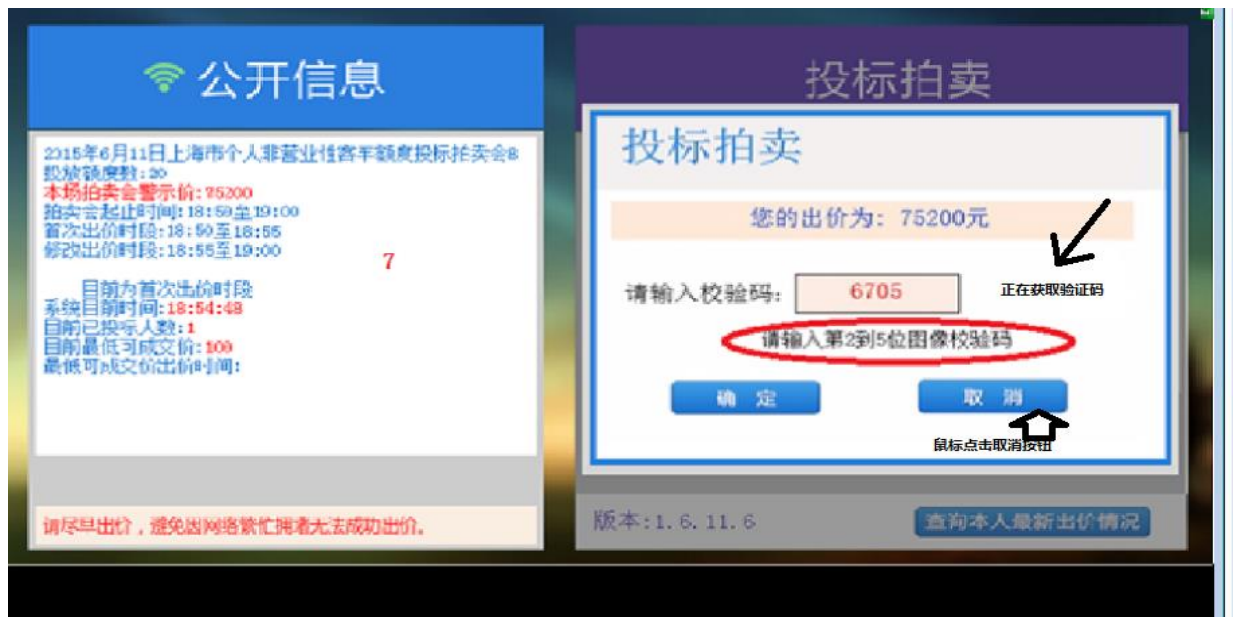 公开信息
2015年6月11日上海市个人非营业性客车额度投标拍卖会B
投放额度数:20
本场拍卖会警示价:75200
拍卖会起止时间:18:50至19:00
首次出价时段:18:50至18:55
修改出价时段:18:55至19:00
7
目前为首次出价时段
系统目前时间:18:54:48
目前已投标人数:1
目前最低可成交价:100
最低可成交价出价时间:
请尽早出价，避免因网络繁忙拥堵无法成功出价。
投标拍卖
投标拍卖
您的出价为: 75200元
请输入校验码: 6705 正在获取验证码
请输入第2到5位图像校验码
确 定 取 消
鼠标点击取消按钮
版本:1.6.11.6 查询本人最新出价情况